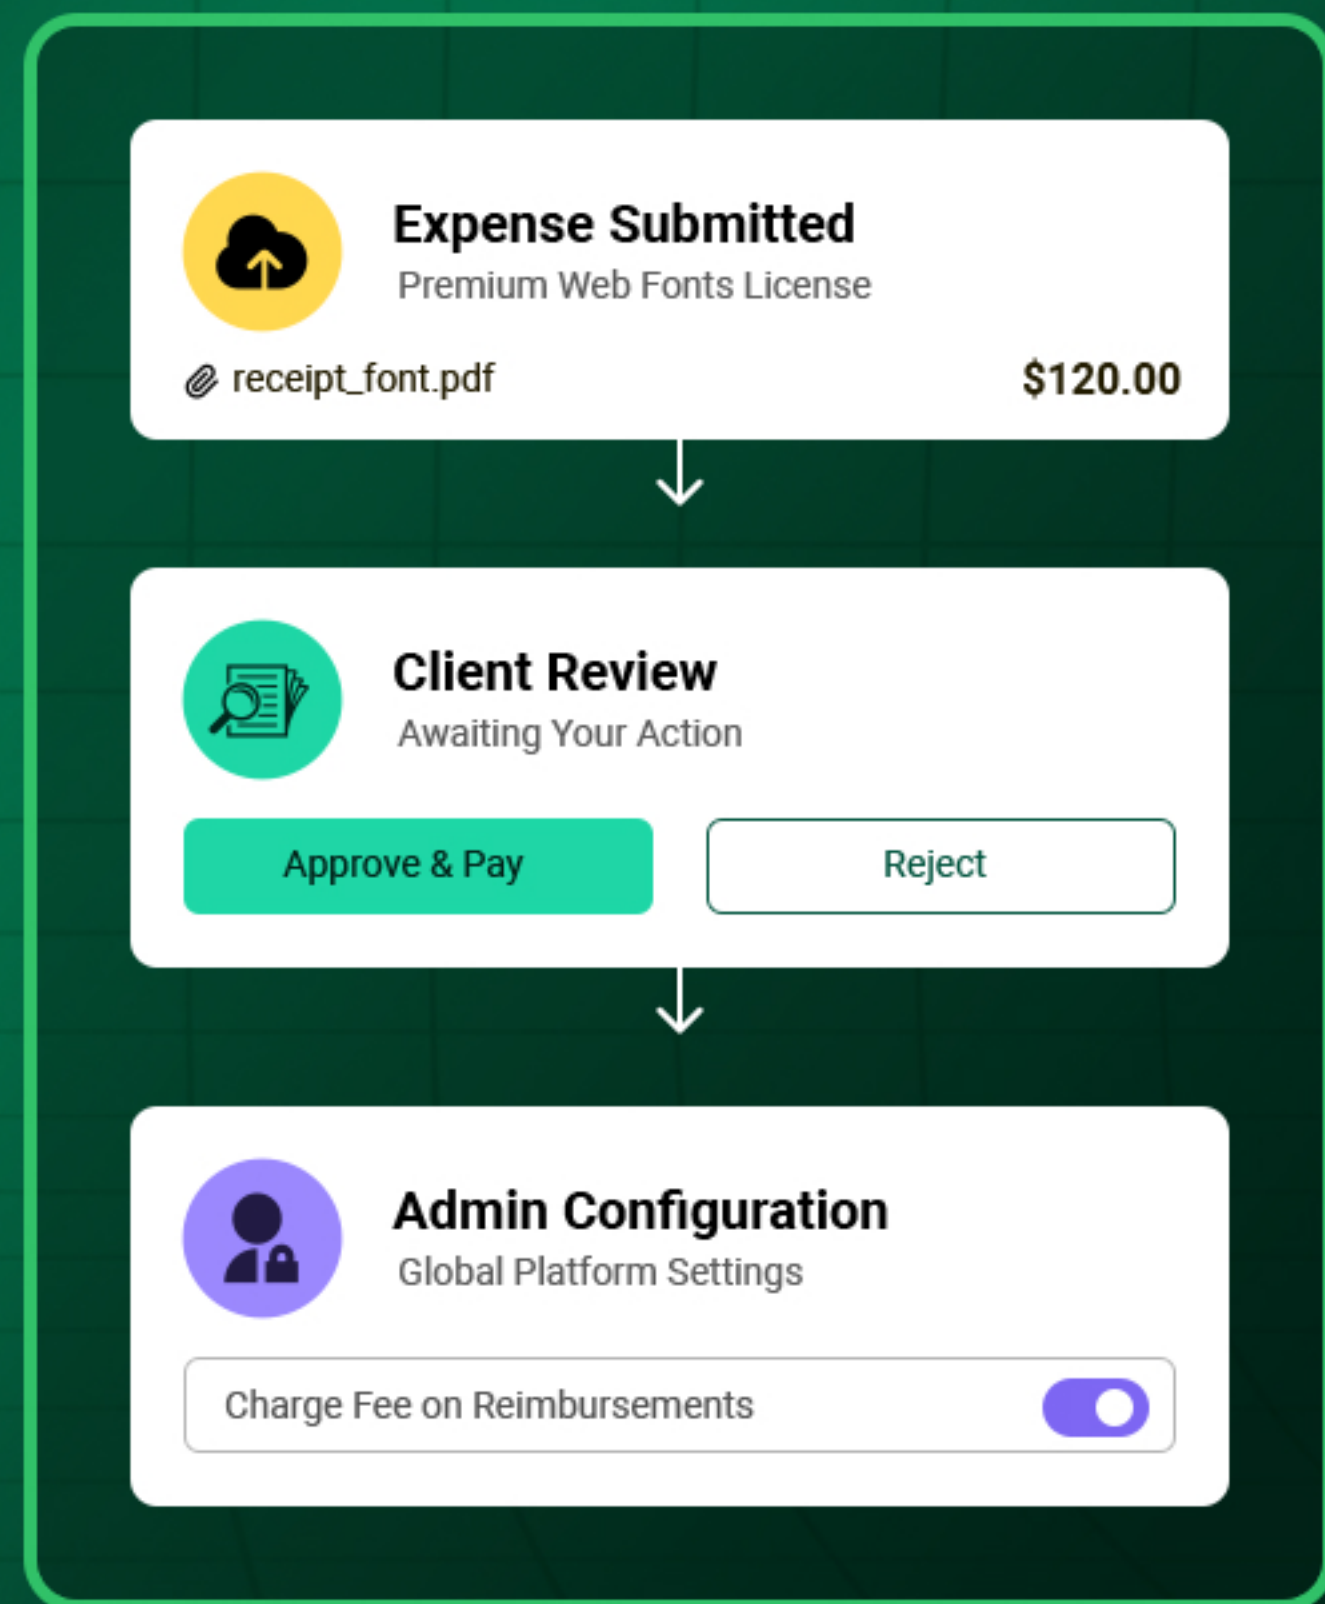 Expense Submitted
Premium Web Fonts License
receipt_font.pdf
$120.00
Client Review
Awaiting Your Action
Approve & Pay
Reject
Admin Configuration
Global Platform Settings
Charge Fee on Reimbursements